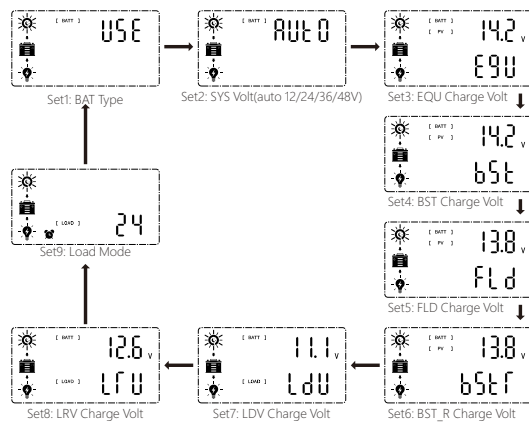 [ BATT ]
USE
Set1: BAT Type
AUtO
Set2: SYS Volt(auto 12/24/36/48V)
[ BATT ]
[ PV ]
14.2 v
EQU
Set3: EQU Charge Volt
[ BATT ]
[ PV ]
14.2 v
bSt
Set4: BST Charge Volt
[ BATT ]
[ PV ]
13.8 v
FLd
Set5: FLD Charge Volt
[ BATT ]
[ PV ]
13.8 v
bStr
Set6: BST_R Charge Volt
[ BATT ]
11.1 v
[ LOAD ]
LdV
Set7: LDV Charge Volt
[ BATT ]
12.6 v
[ LOAD ]
LrV
Set8: LRV Charge Volt
[ LOAD ]
24
Set9: Load Mode